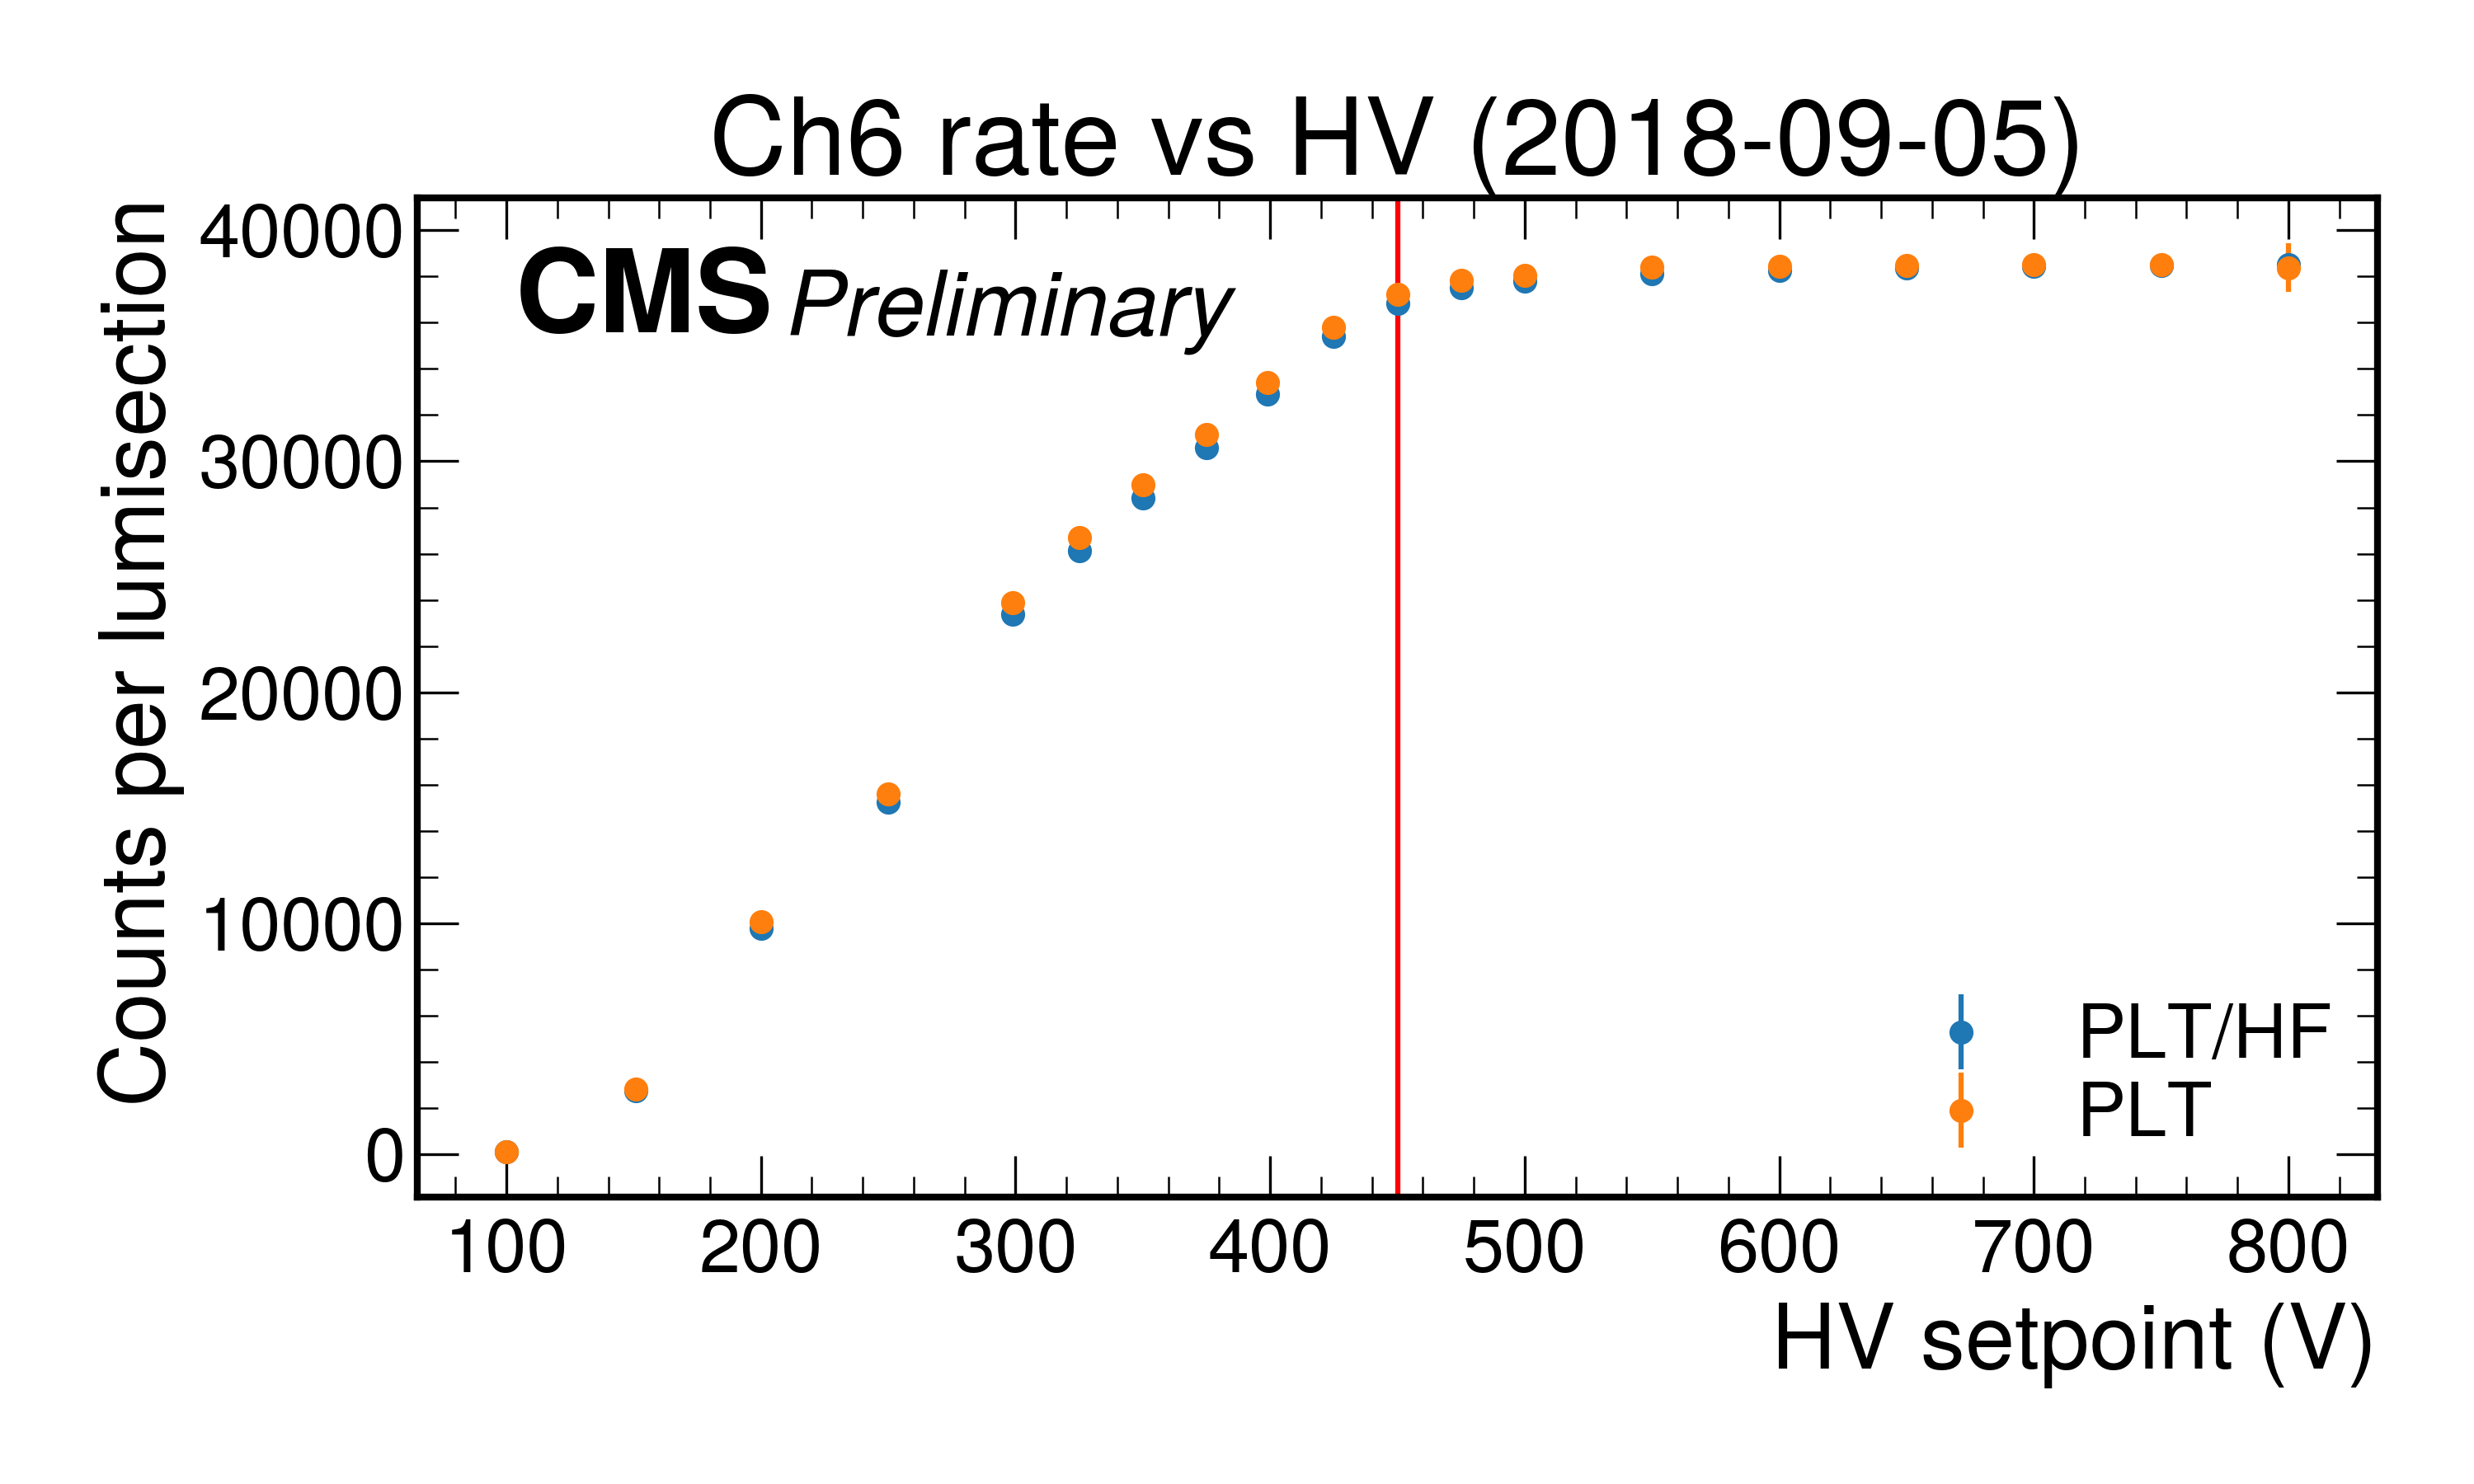 Ch6 rate vs HV (2018-09-05)
CMS Preliminary
Counts per lumisection
40000
30000
20000
10000
0
PLT/HF
PLT
100 200 300 400 500 600 700 800
HV setpoint (V)